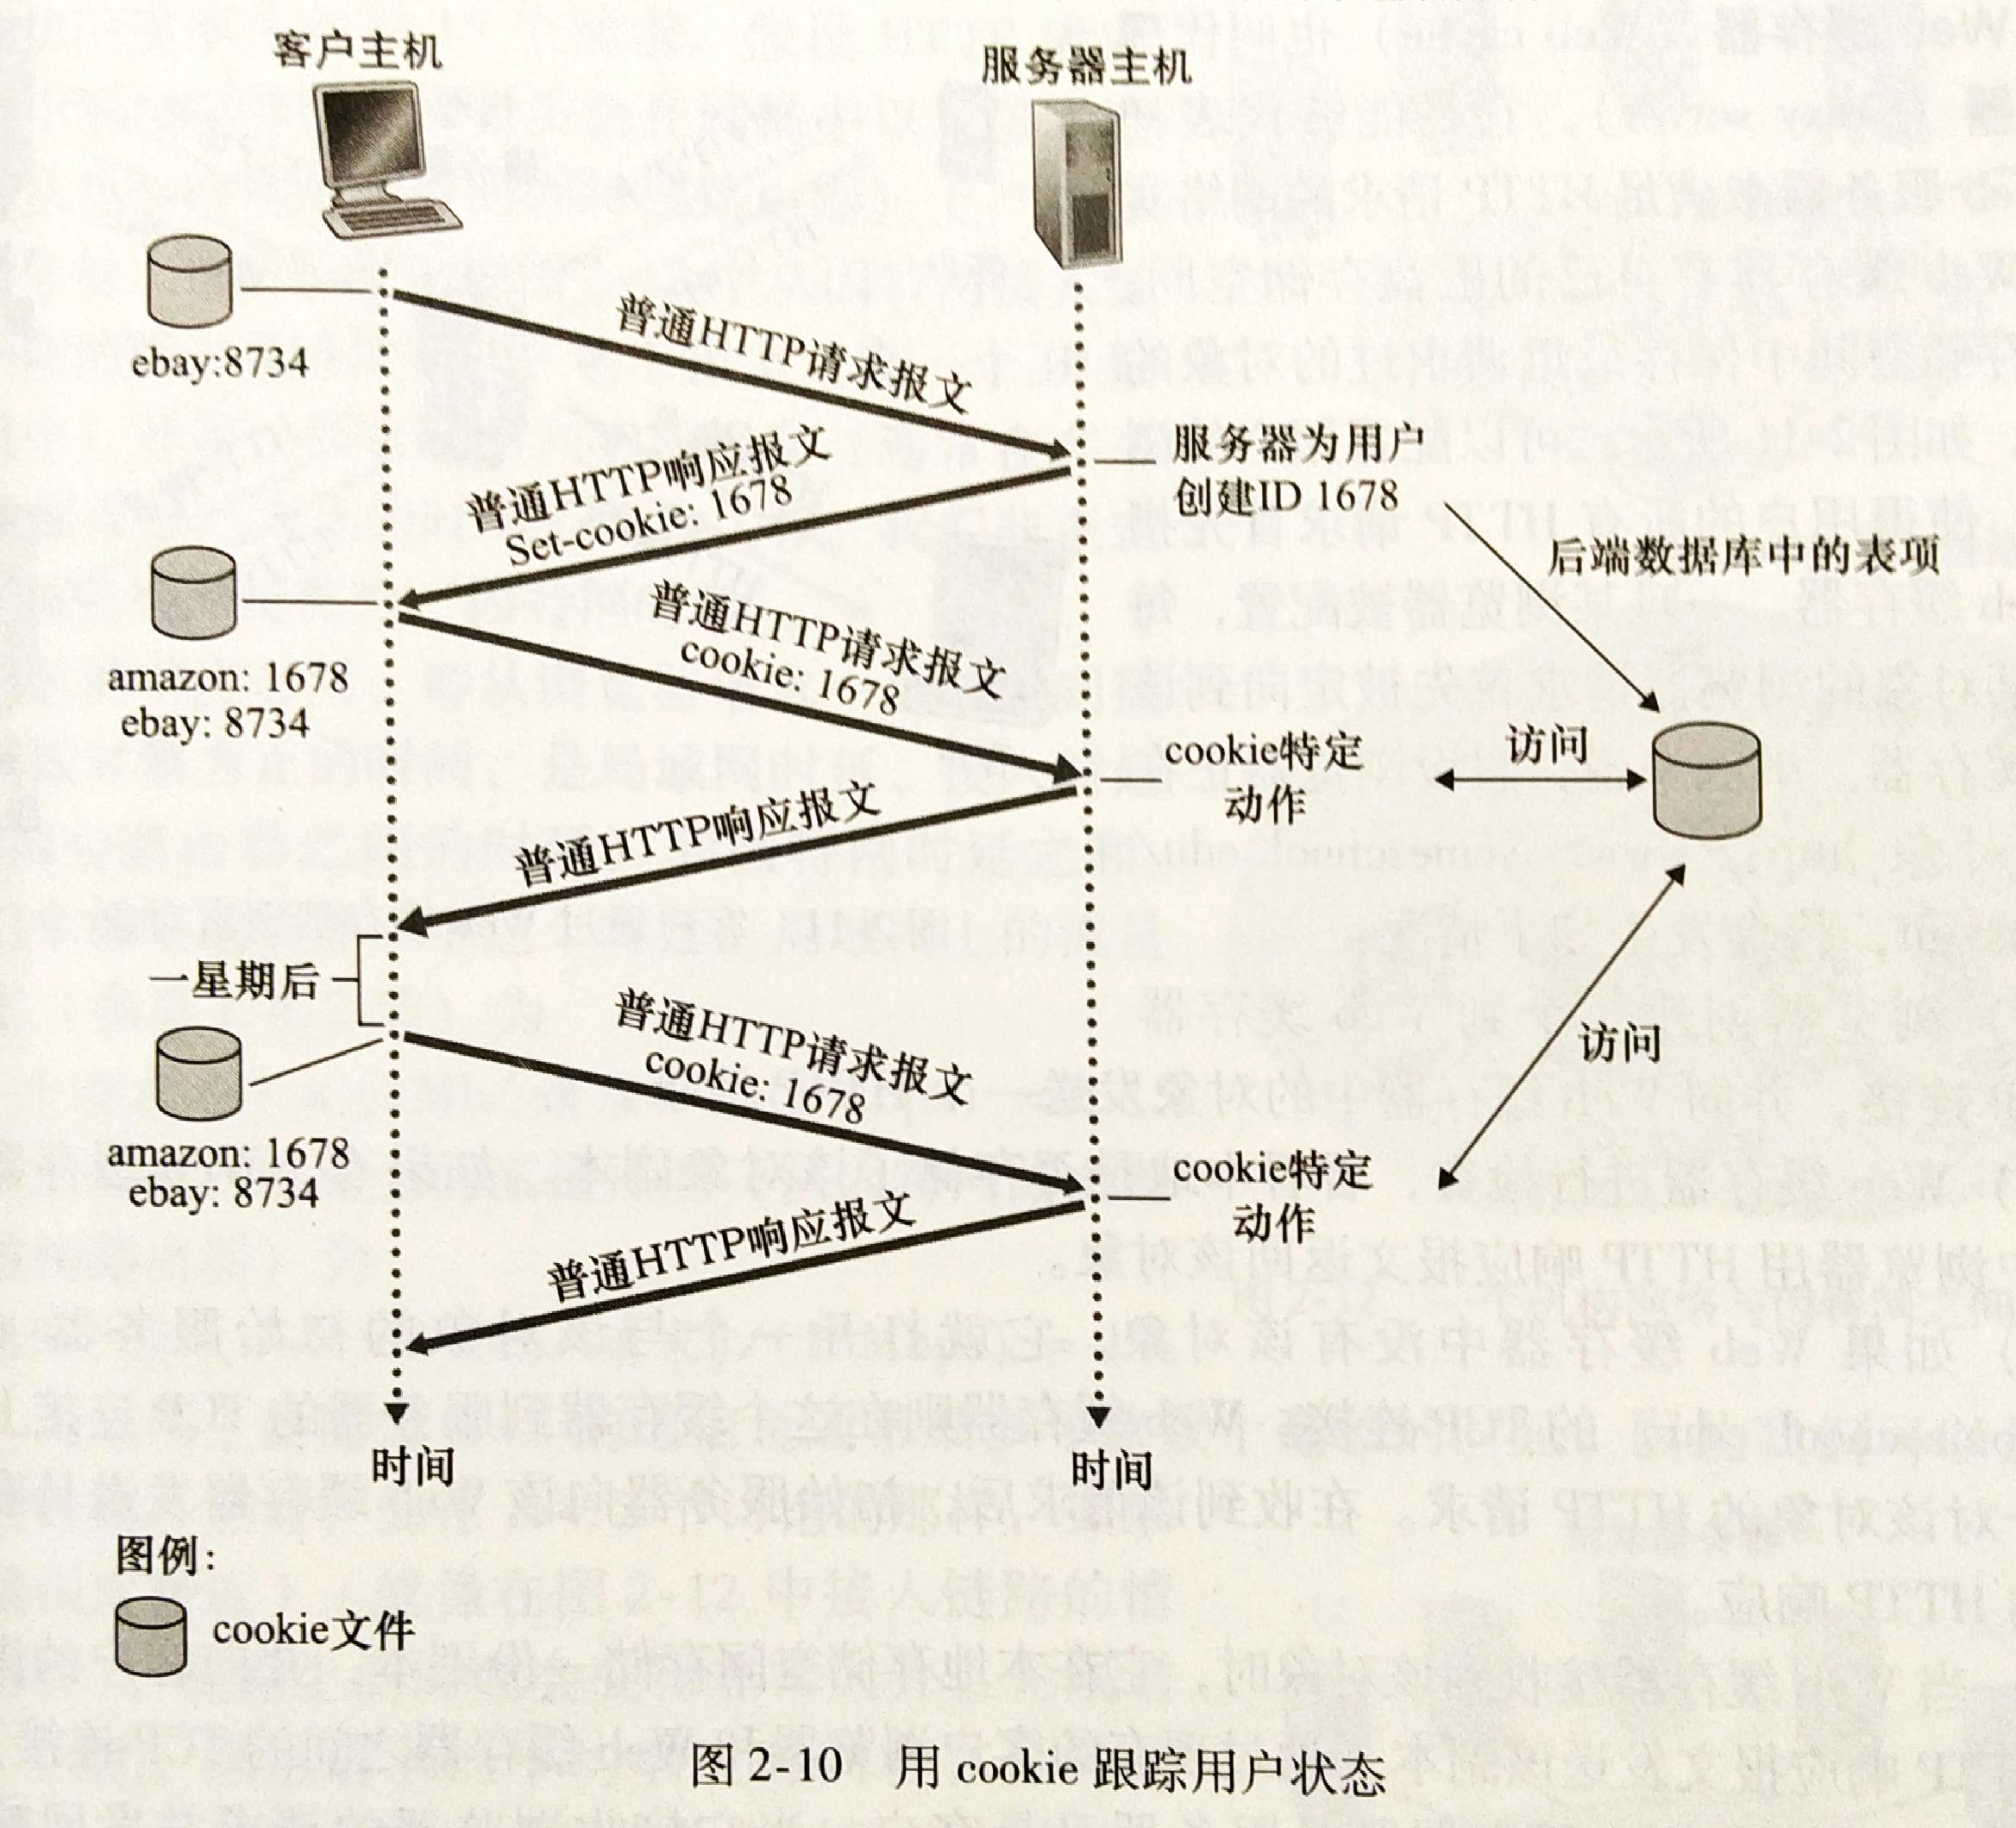 客户主机
服务器主机
ebay:8734
普通HTTP请求报文
服务器为用户
创建ID 1678
普通HTTP响应报文
Set-cookie: 1678
后端数据库中的表项
amazon: 1678
ebay: 8734
普通HTTP请求报文
cookie: 1678
cookie特定
动作
访问
普通HTTP响应报文
一星期后
普通HTTP请求报文
cookie: 1678
访问
amazon: 1678
ebay: 8734
cookie特定
动作
普通HTTP响应报文
时间
时间
图例:
cookie文件
图 2-10 用 cookie 跟踪用户状态